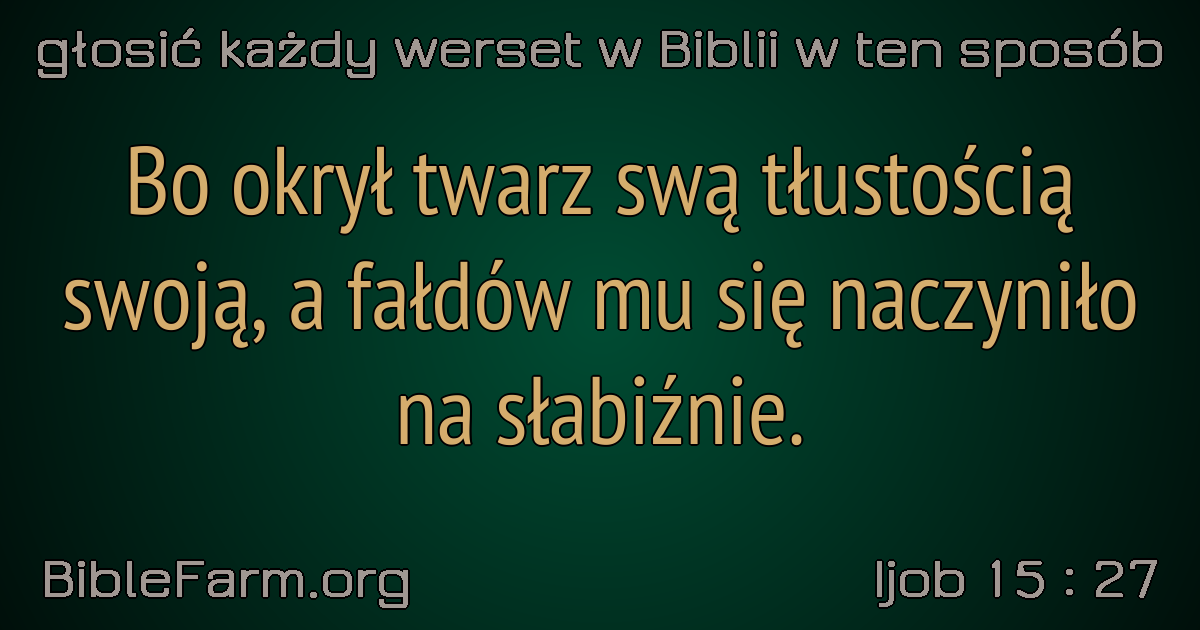 głosić każdy werset w Biblii w ten sposób
Bo okrył twarz swą tłustością
swoją, a fałdów mu się naczyniło
na słabiźnie.
BibleFarm.org
Ijob 15 : 27